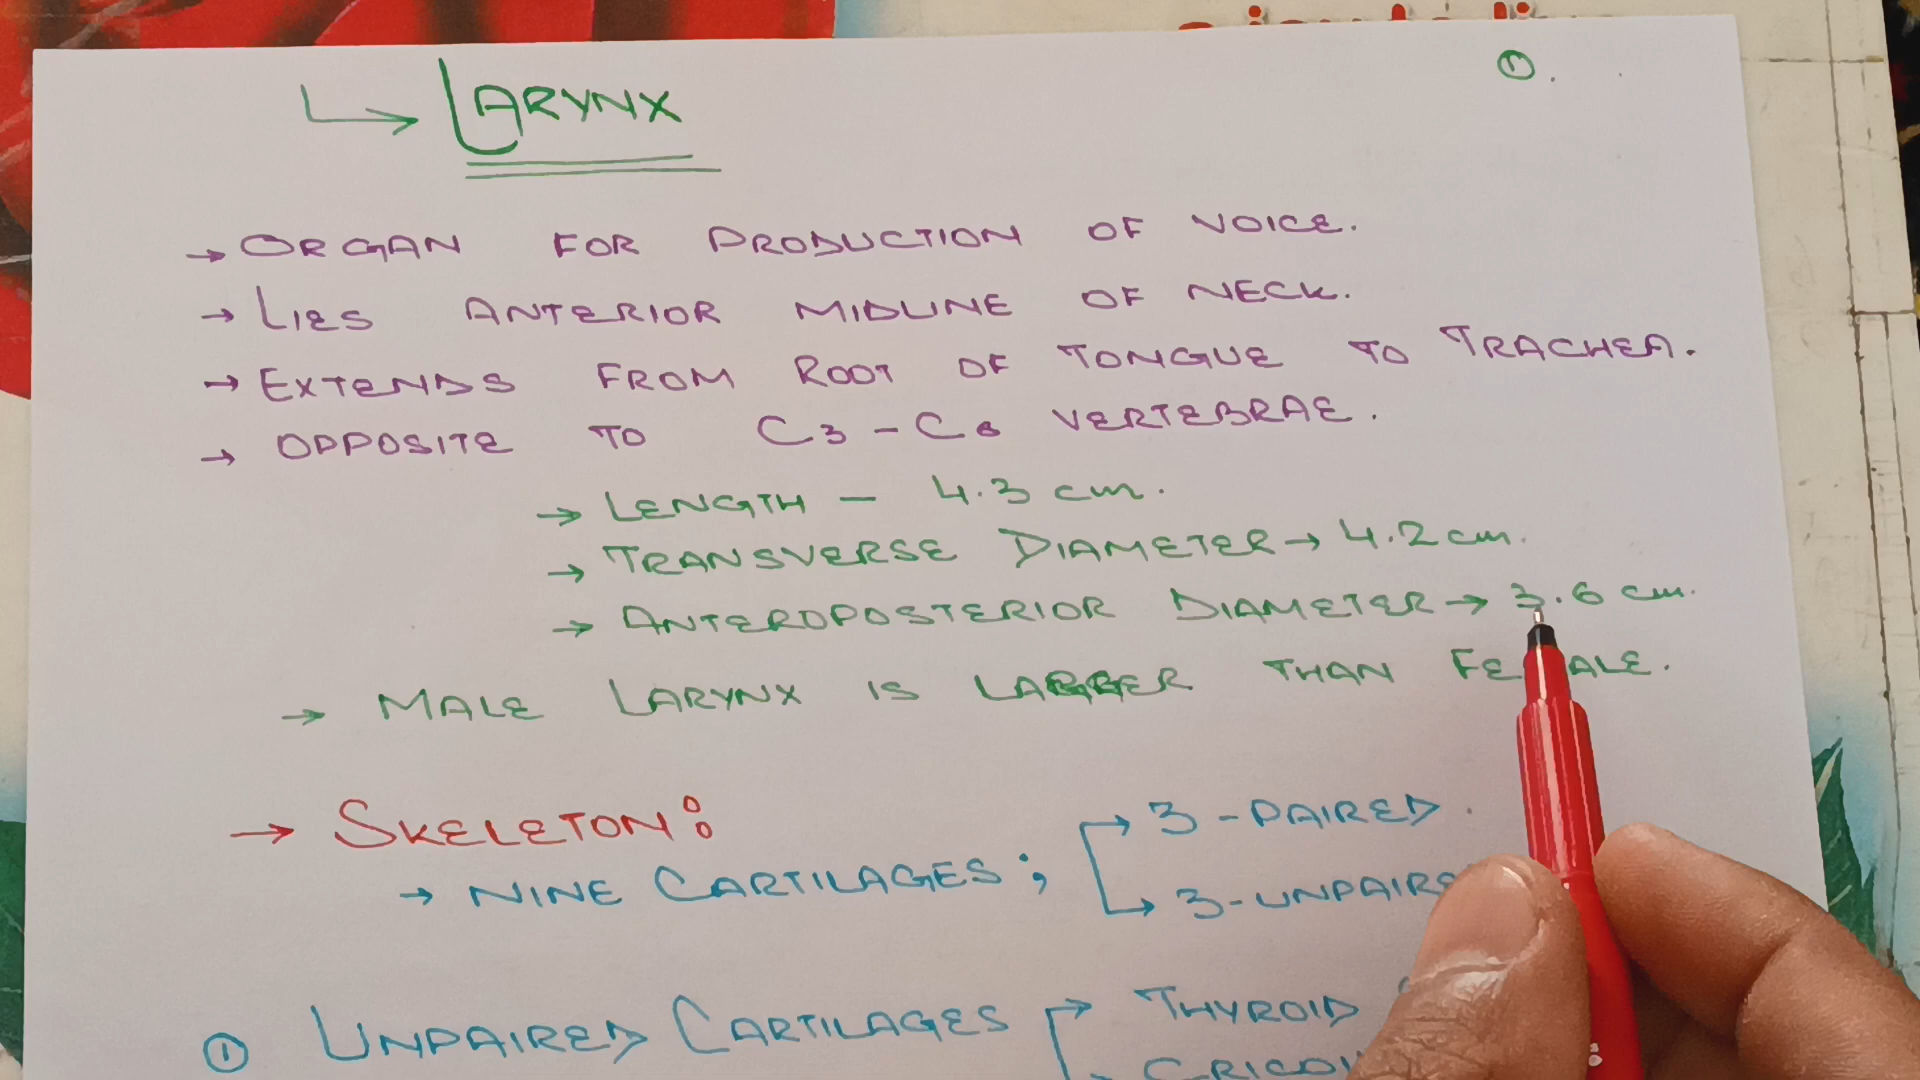 ①.
→ LARYNX
→ ORGAN FOR PRODUCTION OF VOICE.
→ LIES ANTERIOR MIDLINE OF NECK.
→ EXTENDS FROM ROOT OF TONGUE TO TRACHEA.
→ OPPOSITE TO C3 - C6 VERTEBRAE.
→ LENGTH - 4.3 cm.
→ TRANSVERSE DIAMETER → 4.2 cm.
→ ANTEROPOSTERIOR DIAMETER → 3.6 cm.
→ MALE LARYNX IS LARGER THAN FE ALE.
→ SKELETON:
→ NINE CARTILAGES;
→ 3 - PAIRED.
→ 3 - UNPAIRE
① UNPAIRED CARTILAGES → THYROID
CRICOI